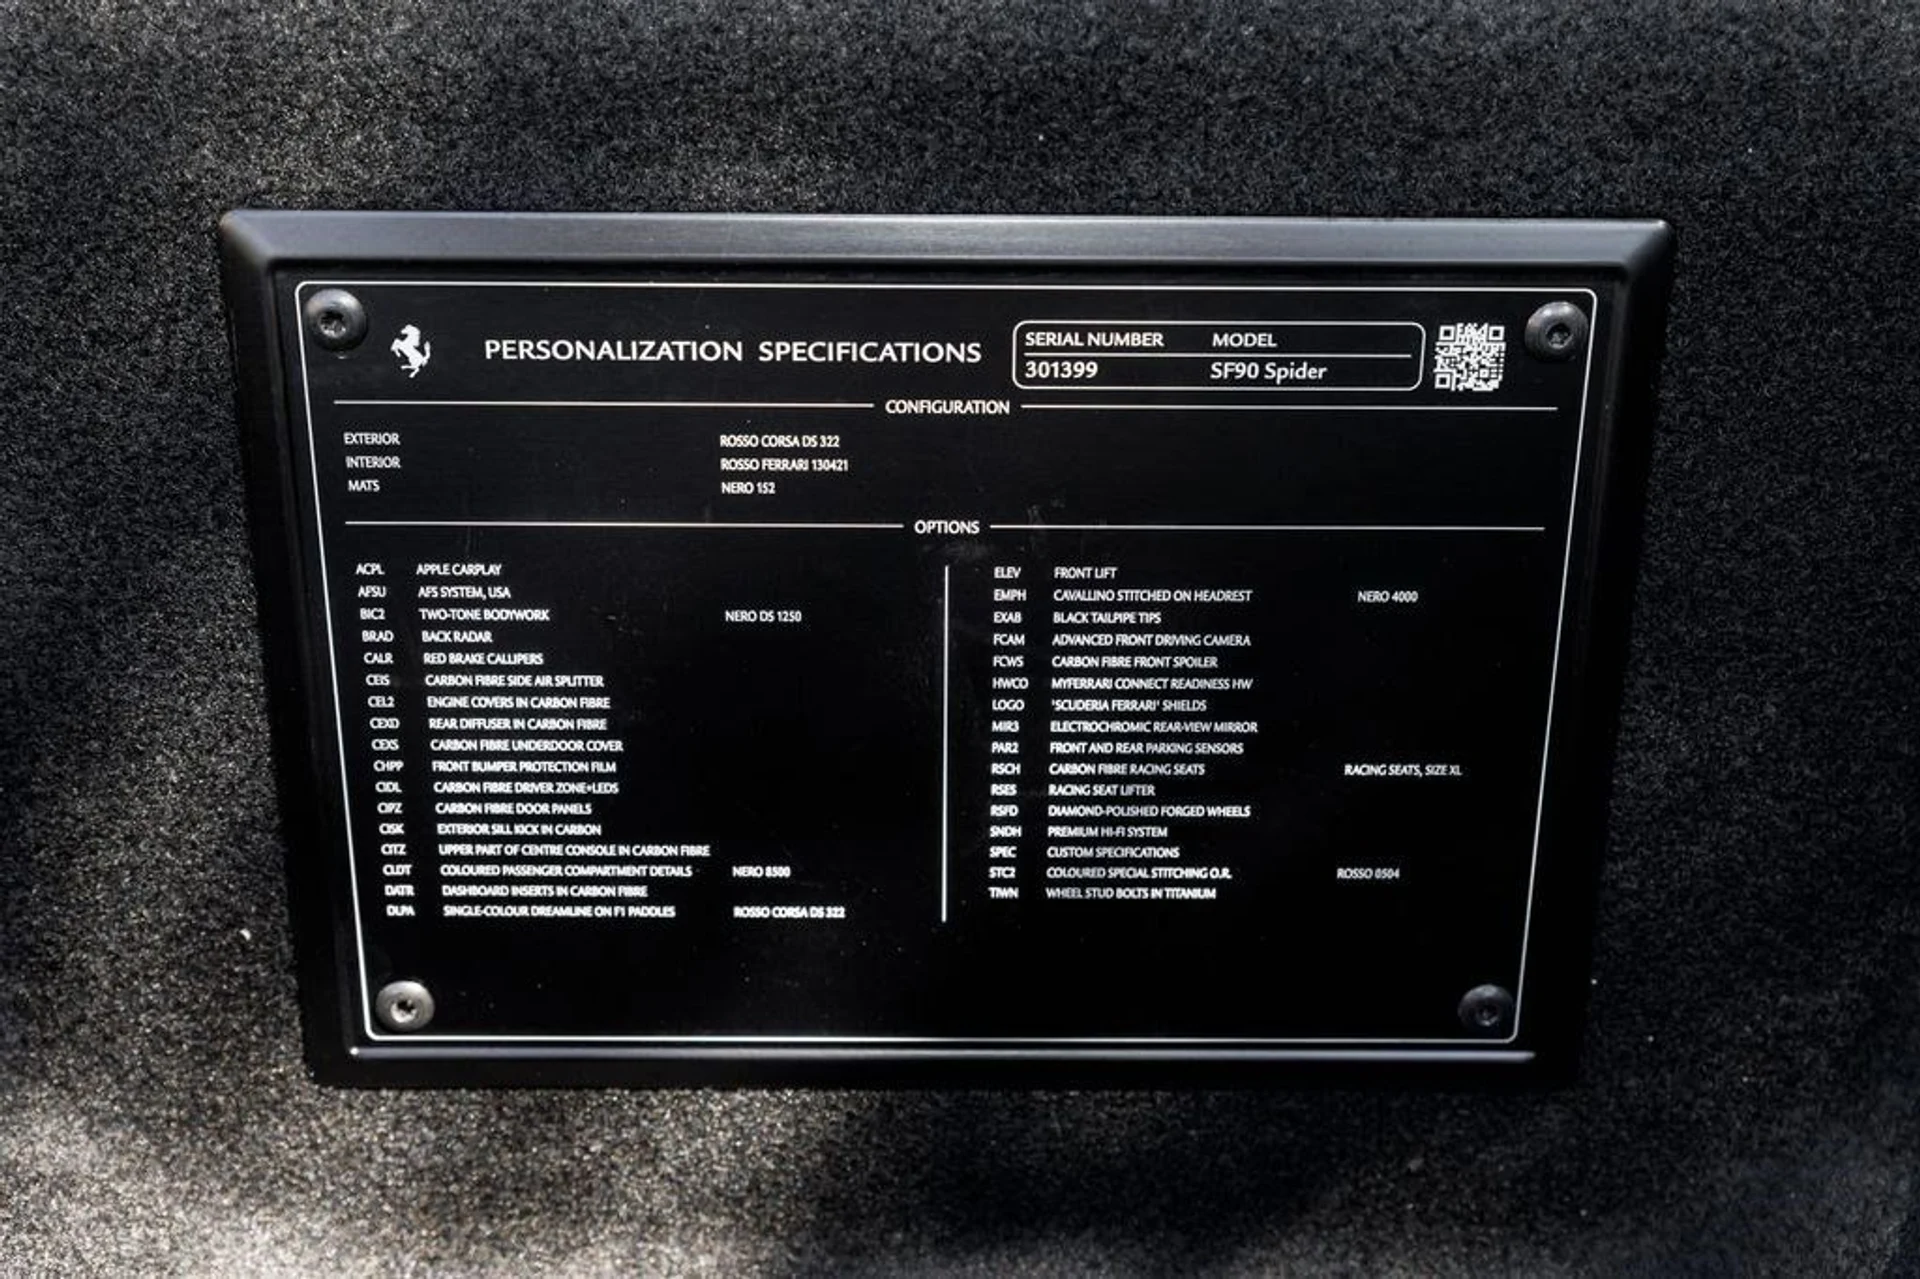 PERSONALIZATION SPECIFICATIONS
SERIAL NUMBER MODEL
301399 SF90 Spider
CONFIGURATION
EXTERIOR ROSSO CORSA DS 322
INTERIOR ROSSO FERRARI 130421
MATS NERO 152
OPTIONS
ACPL APPLE CARPLAY
AFSU AFS SYSTEM, USA
BIC2 TWO-TONE BODYWORK NERO DS 1250
BRAD BACK RADAR
CALR RED BRAKE CALLIPERS
CEIS CARBON FIBRE SIDE AIR SPLITTER
CEL2 ENGINE COVERS IN CARBON FIBRE
CEXD REAR DIFFUSER IN CARBON FIBRE
CEXS CARBON FIBRE UNDERDOOR COVER
CHPP FRONT BUMPER PROTECTION FILM
CIDL CARBON FIBRE DRIVER ZONE+LEDS
CIPZ CARBON FIBRE DOOR PANELS
CISK EXTERIOR SILL KICK IN CARBON
CITZ UPPER PART OF CENTRE CONSOLE IN CARBON FIBRE
CLDT COLOURED PASSENGER COMPARTMENT DETAILS NERO 8500
DATR DASHBOARD INSERTS IN CARBON FIBRE
DLPA SINGLE-COLOUR DREAMLINE ON F1 PADDLES ROSSO CORSA DS 322
ELEV FRONT LIFT
EMPH CAVALLINO STITCHED ON HEADREST NERO 4000
EXAB BLACK TAILPIPE TIPS
FCAM ADVANCED FRONT DRIVING CAMERA
FCWS CARBON FIBRE FRONT SPOILER
HWCO MYFERRARI CONNECT READINESS HW
LOGO 'SCUDERIA FERRARI' SHIELDS
MIR3 ELECTROCHROMIC REAR-VIEW MIRROR
PAR2 FRONT AND REAR PARKING SENSORS
RSCH CARBON FIBRE RACING SEATS RACING SEATS, SIZE XL
RSES RACING SEAT LIFTER
RSFD DIAMOND-POLISHED FORGED WHEELS
SNDH PREMIUM HI-FI SYSTEM
SPEC CUSTOM SPECIFICATIONS
STC2 COLOURED SPECIAL STITCHING O.R. ROSSO 0504
TIWN WHEEL STUD BOLTS IN TITANIUM